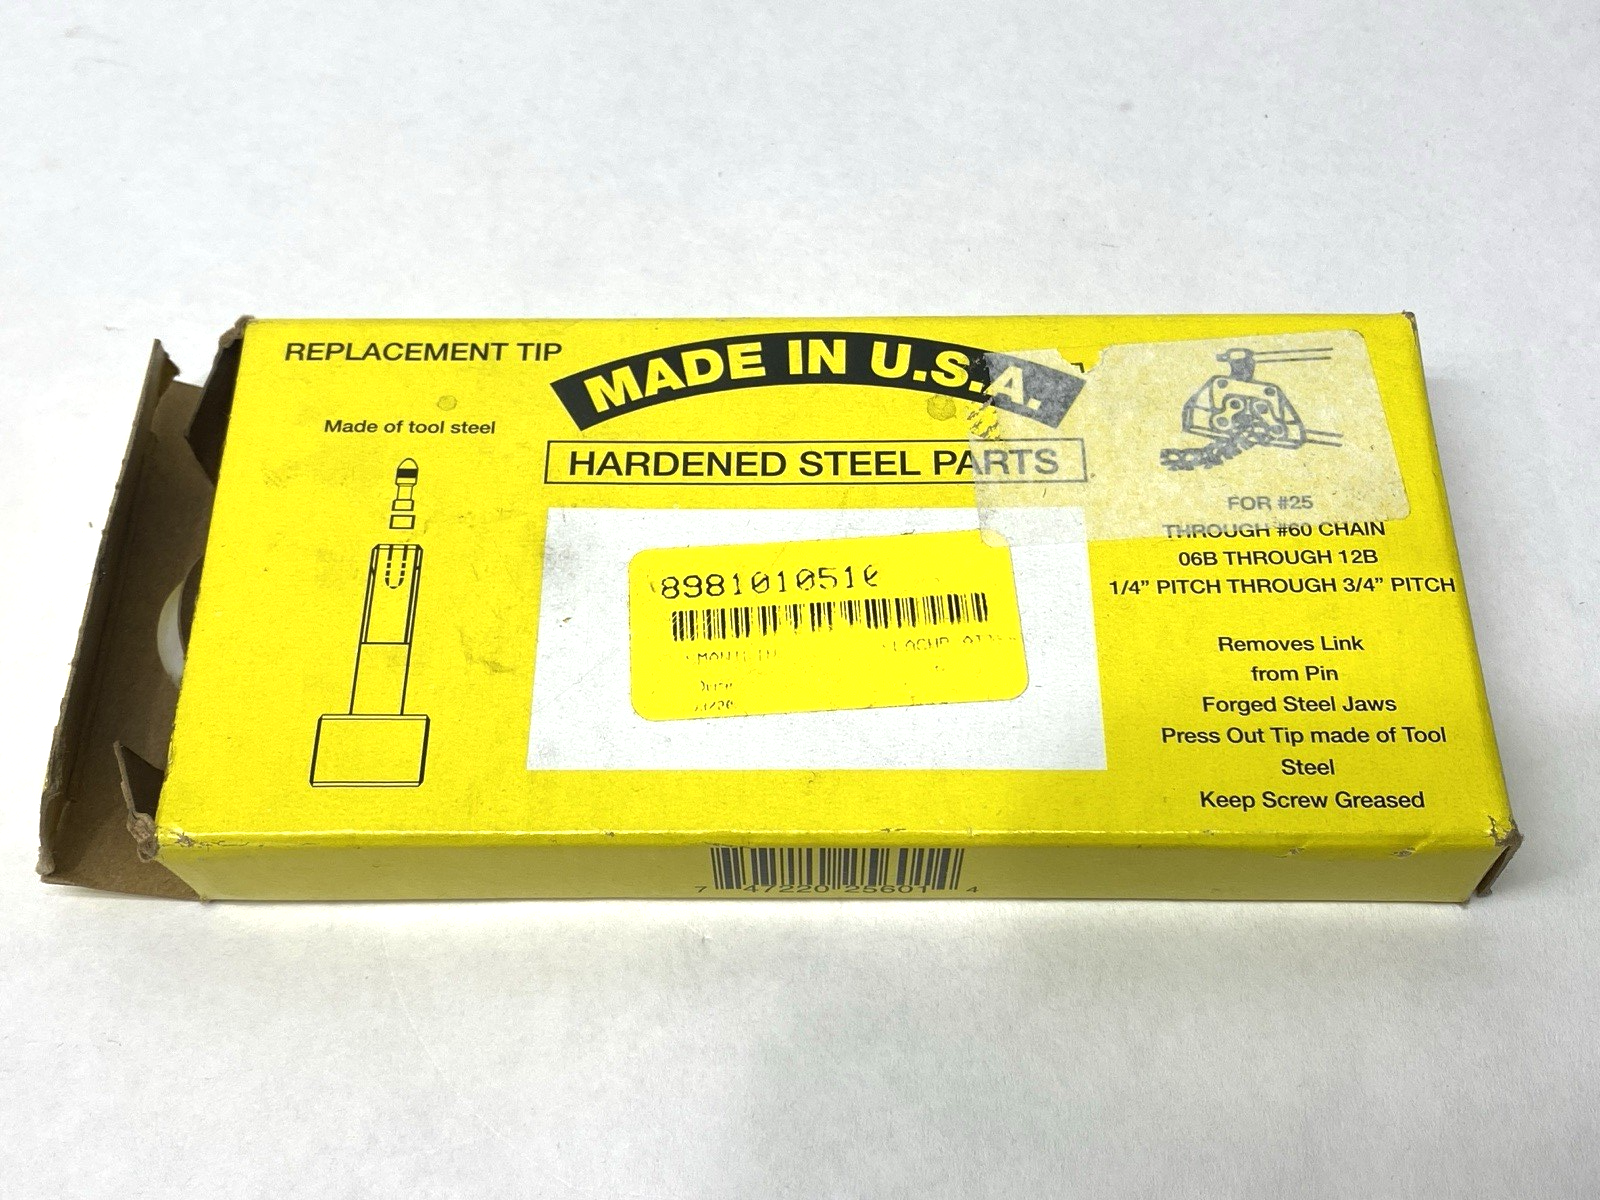 REPLACEMENT TIP
Made of tool steel
MADE IN U.S.A.
HARDENED STEEL PARTS
898101051
FOR #25
THROUGH #60 CHAIN
06B THROUGH 12B
1/4" PITCH THROUGH 3/4" PITCH
Removes Link
from Pin
Forged Steel Jaws
Press Out Tip made of Tool
Steel
Keep Screw Greased
7 47220 25601 4